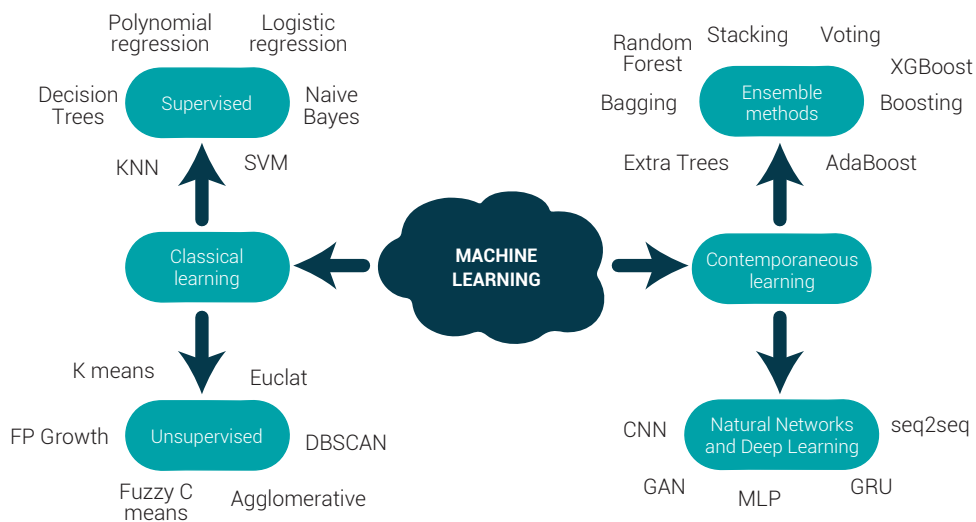 Polynomial
regression
Logistic
regression
Decision
Trees
Supervised
Naive
Bayes
KNN
SVM
Random
Forest
Stacking
Voting
XGBoost
Bagging
Ensemble
methods
Boosting
Extra Trees
AdaBoost
Classical
learning
MACHINE
LEARNING
Contemporaneous
learning
K means
Euclat
FP Growth
Unsupervised
DBSCAN
Fuzzy C
means
Agglomerative
CNN
Natural Networks
and Deep Learning
seq2seq
GAN
MLP
GRU